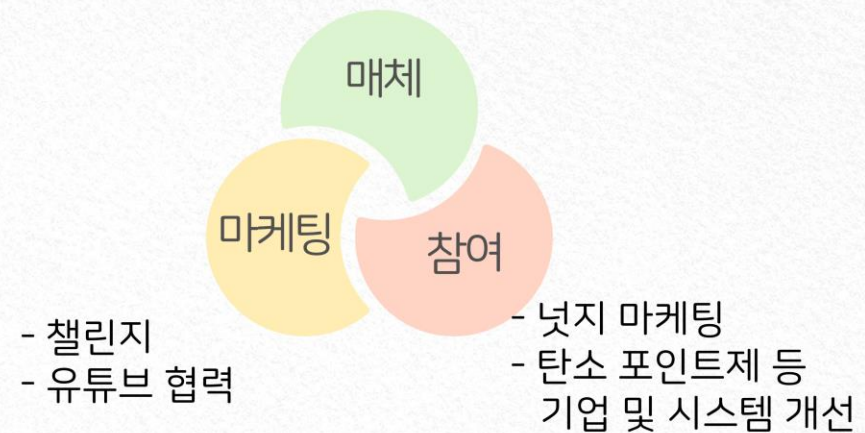 매체
마케팅
참여
- 챌린지
- 유튜브 협력
- 넛지 마케팅
- 탄소 포인트제 등
기업 및 시스템 개선